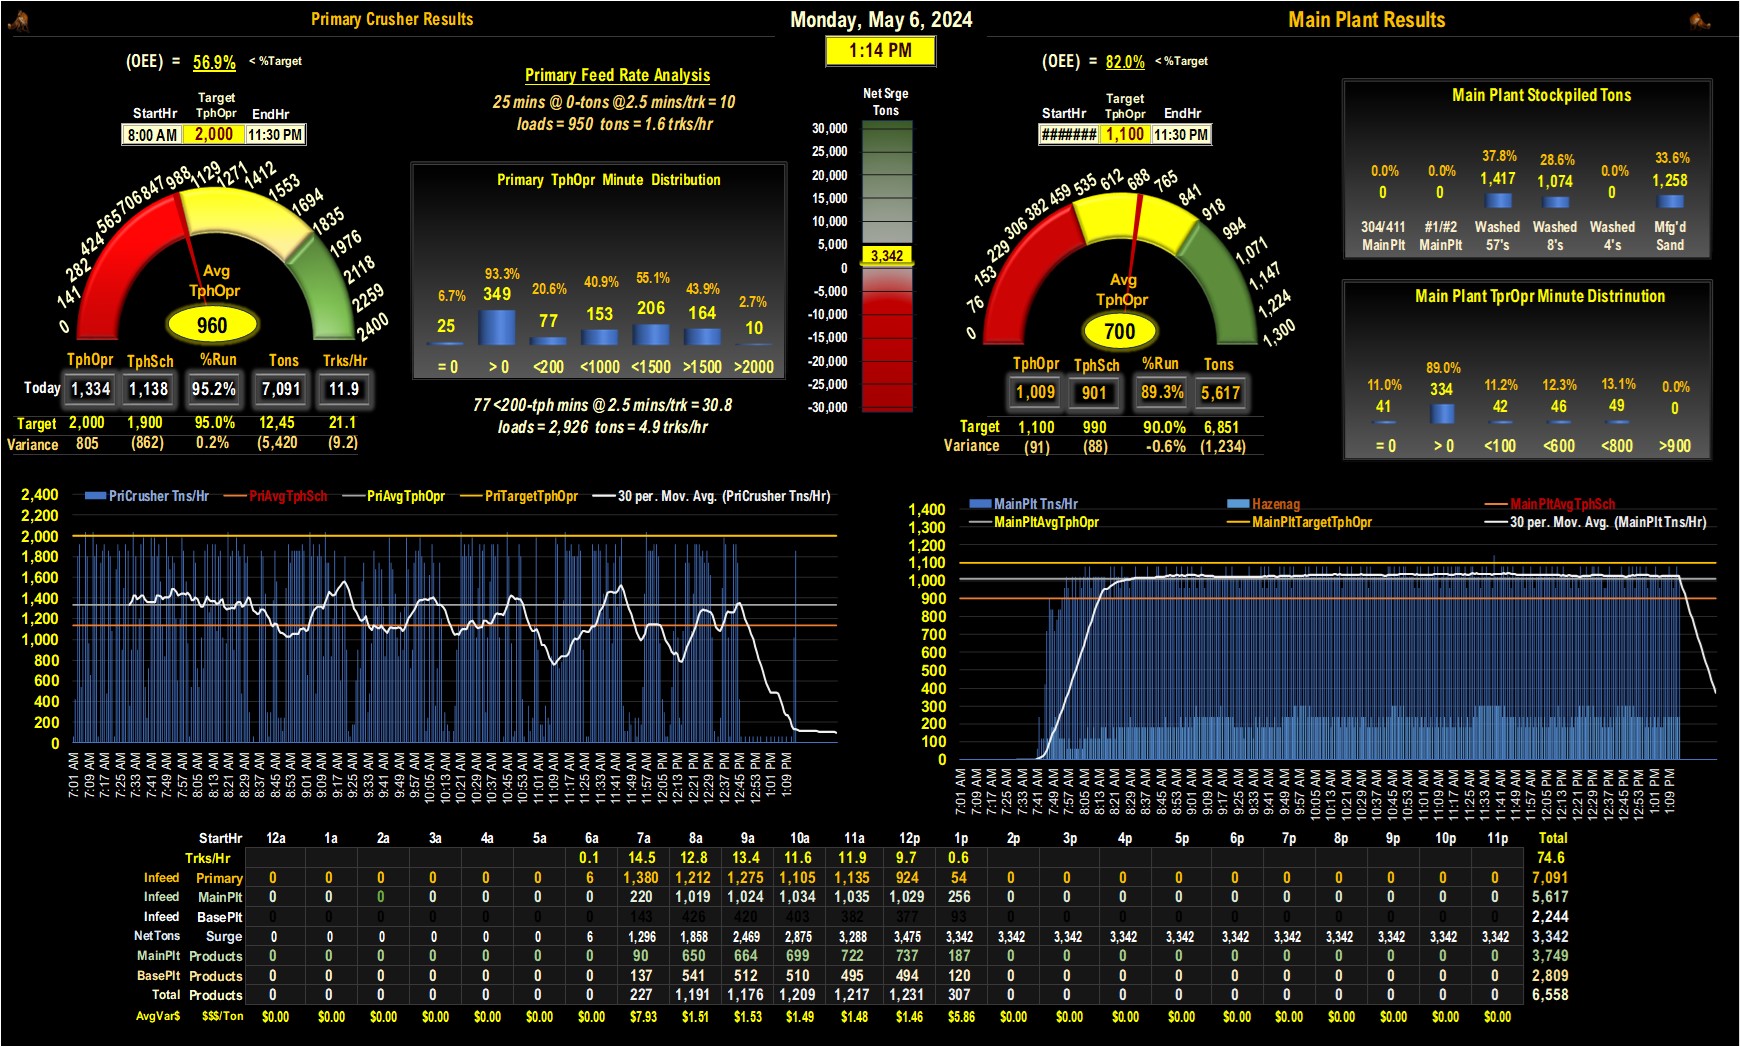 Primary Crusher Results
Monday, May 6, 2024
Main Plant Results
1:14 PM
(OEE) = 56.9% < %Target
StartHr Target TphOpr EndHr
8:00 AM 2,000 11:30 PM
0 141 282 424 565 706 847 988 1129 1271 1412 1553 1694 1835 1976 2118 2259 2400
Avg
TphOpr
960
TphOpr TphSch %Run Tons Trks/Hr
Today 1,334 1,138 95.2% 7,091 11.9
Target 2,000 1,900 95.0% 12,45 21.1
Variance 805 (862) 0.2% (5,420 (9.2)
Primary Feed Rate Analysis
25 mins @ 0-tons @2.5 mins/trk = 10
loads = 950 tons = 1.6 trks/hr
Primary TphOpr Minute Distribution
6.7% 93.3% 20.6% 40.9% 55.1% 43.9% 2.7%
25 349 77 153 206 164 10
= 0 > 0 <200 <1000 <1500 >1500 >2000
77 <200-tph mins @ 2.5 mins/trk = 30.8
loads = 2,926 tons = 4.9 trks/hr
Net Srge
Tons
30,000
25,000
20,000
15,000
10,000
5,000
3,342
0
-5,000
-10,000
-15,000
-20,000
-25,000
-30,000
(OEE) = 82.0% < %Target
StartHr Target TphOpr EndHr
####### 1,100 11:30 PM
0 76 153 229 306 382 459 535 612 688 765 841 918 994 1,071 1,147 1,224 1,300
Avg
TphOpr
700
TphOpr TphSch %Run Tons
1,009 901 89.3% 5,617
Target 1,100 990 90.0% 6,851
Variance (91) (88) -0.6% (1,234)
Main Plant Stockpiled Tons
0.0% 0.0% 37.8% 28.6% 0.0% 33.6%
0 0 1,417 1,074 0 1,258
304/411 #1/#2 Washed Washed Washed Mfg'd
MainPlt MainPlt 57's 8's 4's Sand
Main Plant TprOpr Minute Distrinution
11.0% 89.0% 11.2% 12.3% 13.1% 0.0%
41 334 42 46 49 0
= 0 > 0 <100 <600 <800 >900
PriCrusher Tns/Hr PriAvgTphSch PriAvgTphOpr PriTargetTphOpr 30 per. Mov. Avg. (PriCrusher Tns/Hr)
2,400
2,200
2,000
1,800
1,600
1,400
1,200
1,000
800
600
400
200
0
7:01 AM 7:09 AM 7:17 AM 7:25 AM 7:33 AM 7:41 AM 7:49 AM 7:57 AM 8:05 AM 8:13 AM 8:21 AM 8:29 AM 8:37 AM 8:45 AM 8:53 AM 9:01 AM 9:09 AM 9:17 AM 9:25 AM 9:33 AM 9:41 AM 9:49 AM 9:57 AM 10:05 AM 10:13 AM 10:21 AM 10:29 AM 10:37 AM 10:45 AM 10:53 AM 11:01 AM 11:09 AM 11:17 AM 11:25 AM 11:33 AM 11:41 AM 11:49 AM 11:57 AM 12:05 PM 12:13 PM 12:21 PM 12:29 PM 12:37 PM 12:45 PM 12:53 PM 1:01 PM 1:09 PM
MainPlt Tns/Hr Hazenag MainPltAvgTphSch
MainPltAvgTphOpr MainPltTargetTphOpr 30 per. Mov. Avg. (MainPlt Tns/Hr)
1,400
1,300
1,200
1,100
1,000
900
800
700
600
500
400
300
200
100
0
7:01 AM 7:09 AM 7:17 AM 7:25 AM 7:33 AM 7:41 AM 7:49 AM 7:57 AM 8:05 AM 8:13 AM 8:21 AM 8:29 AM 8:37 AM 8:45 AM 8:53 AM 9:01 AM 9:09 AM 9:17 AM 9:25 AM 9:33 AM 9:41 AM 9:49 AM 9:57 AM 10:05 AM 10:13 AM 10:21 AM 10:29 AM 10:37 AM 10:45 AM 10:53 AM 11:01 AM 11:09 AM 11:17 AM 11:25 AM 11:33 AM 11:41 AM 11:49 AM 11:57 AM 12:05 PM 12:13 PM 12:21 PM 12:29 PM 12:37 PM 12:45 PM 12:53 PM 1:01 PM 1:09 PM
StartHr 12a 1a 2a 3a 4a 5a 6a 7a 8a 9a 10a 11a 12p 1p 2p 3p 4p 5p 6p 7p 8p 9p 10p 11p Total
Trks/Hr 0.1 14.5 12.8 13.4 11.6 11.9 9.7 0.6 74.6
Infeed Primary 0 0 0 0 0 0 6 1,380 1,212 1,275 1,105 1,135 924 54 0 0 0 0 0 0 0 0 0 0 7,091
Infeed MainPlt 0 0 0 0 0 0 0 220 1,019 1,024 1,034 1,035 1,029 256 0 0 0 0 0 0 0 0 0 0 5,617
Infeed BasePlt 0 0 0 0 0 0 0 143 426 420 403 382 377 93 0 0 0 0 0 0 0 0 0 0 2,244
NetTons Surge 0 0 0 0 0 0 6 1,296 1,858 2,469 2,875 3,288 3,475 3,342 3,342 3,342 3,342 3,342 3,342 3,342 3,342 3,342 3,342 3,342 3,342
MainPlt Products 0 0 0 0 0 0 0 90 650 664 699 722 737 187 0 0 0 0 0 0 0 0 0 0 3,749
BasePlt Products 0 0 0 0 0 0 0 137 541 512 510 495 494 120 0 0 0 0 0 0 0 0 0 0 2,809
Total Products 0 0 0 0 0 0 0 227 1,191 1,176 1,209 1,217 1,231 307 0 0 0 0 0 0 0 0 0 0 6,558
AvgVar$ $$$/Ton $0.00 $0.00 $0.00 $0.00 $0.00 $0.00 $0.00 $7.93 $1.51 $1.53 $1.49 $1.48 $1.46 $5.86 $0.00 $0.00 $0.00 $0.00 $0.00 $0.00 $0.00 $0.00 $0.00 $0.00